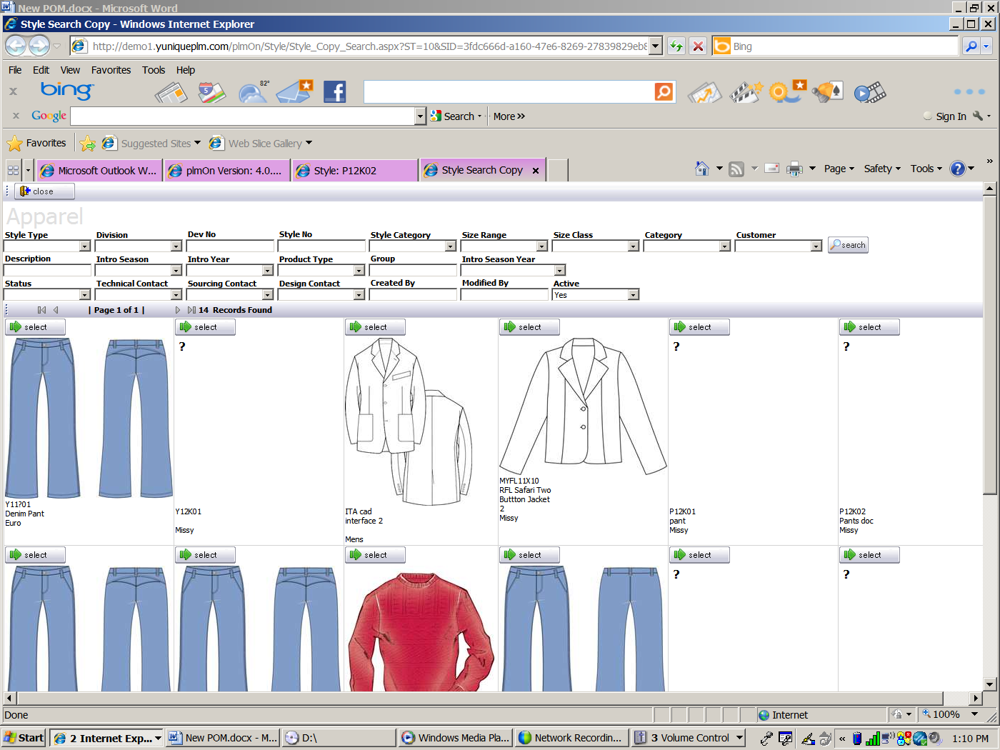 New POM.docx - Microsoft Word
Style Search Copy - Windows Internet Explorer
http://demo1.yuniqueplm.com/plmOn/Style/Style_Copy_Search.aspx?ST=10&SID=3fdc666d-a160-47e6-8269-27839829eb8
Bing
File Edit View Favorites Tools Help
x bing 5 82°
x Google Search More >> Sign In
Favorites Suggested Sites Web Slice Gallery
Microsoft Outlook W... plmOn Version: 4.0.... Style: P12K02 Style Search Copy x Page Safety Tools ? »
close
Apparel
Style Type Division Dev No Style No Style Category Size Range Size Class Category Customer
search
Description Intro Season Intro Year Product Type Group Intro Season Year
Status Technical Contact Sourcing Contact Design Contact Created By Modified By Active
Yes
| Page 1 of 1 | 14 Records Found
select select select select select select
? ? ?
Y11?01
Denim Pant
Euro
Y12K01
Missy
ITA cad
interface 2
Mens
MYFL11X10
RFL Safari Two
Buttton Jacket
2
Missy
P12K01
pant
Missy
P12K02
Pants doc
Missy
select select select select select select
? ?
Done Internet 100%
Start 2 Internet Exp... New POM.docx - M... D:\ Windows Media Pla... Network Recordin... 3 Volume Control « 1:10 PM